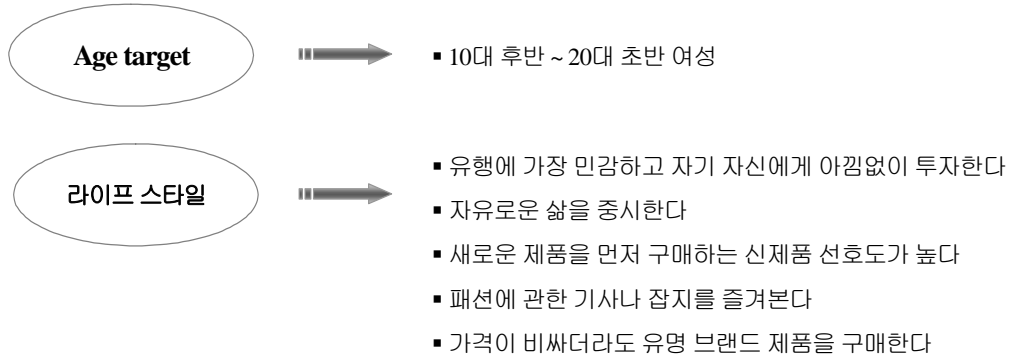 Age target
▪ 10대 후반 ~ 20대 초반 여성
라이프 스타일
▪ 유행에 가장 민감하고 자기 자신에게 아낌없이 투자한다
▪ 자유로운 삶을 중시한다
▪ 새로운 제품을 먼저 구매하는 신제품 선호도가 높다
▪ 패션에 관한 기사나 잡지를 즐겨본다
▪ 가격이 비싸더라도 유명 브랜드 제품을 구매한다